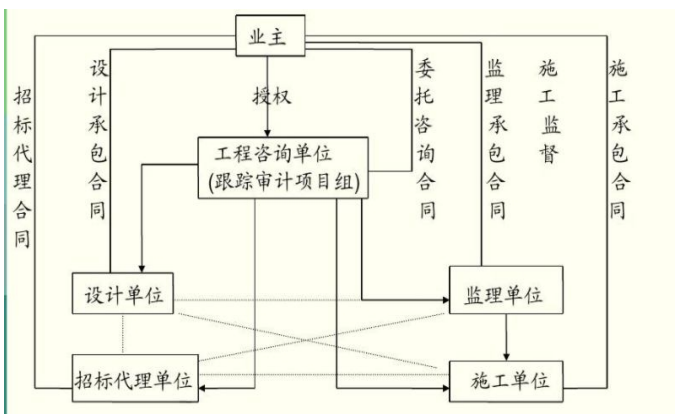 业主
授权
工程咨询单位
(跟踪审计项目组)
招标代理合同
设计承包合同
委托咨询合同
监理承包合同
施工监督
施工承包合同
设计单位
监理单位
招标代理单位
施工单位